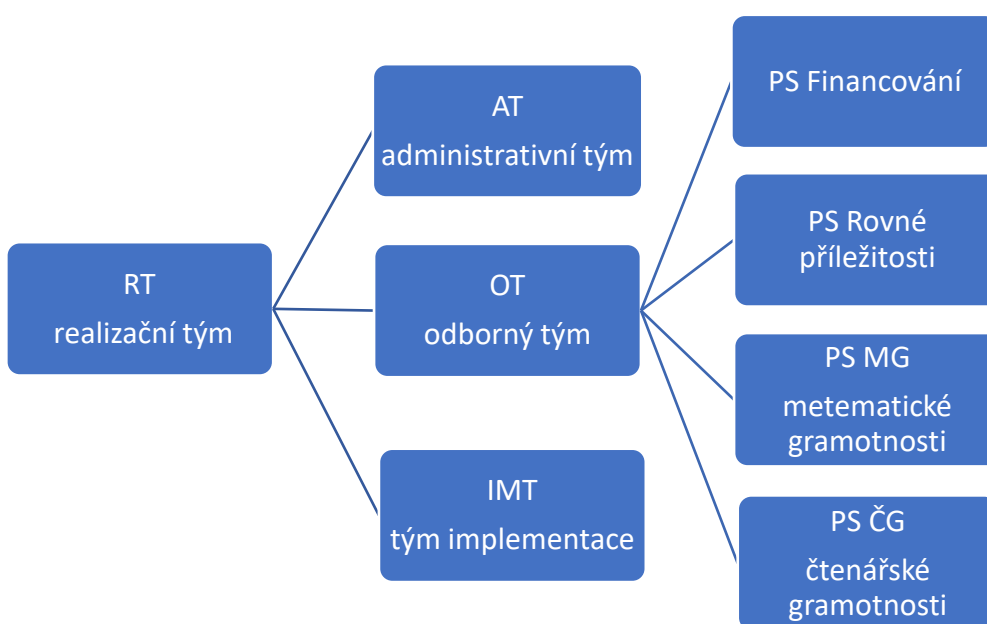 RT
realizační tým
AT
administrativní tým
OT
odborný tým
IMT
tým implementace
PS Financování
PS Rovné
příležitosti
PS MG
metematické
gramotnosti
PS ČG
čtenářské
gramotnosti